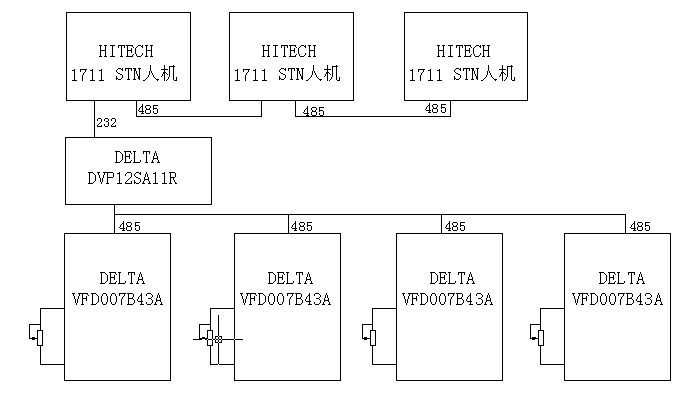 HITECH
1711 STN人机
HITECH
1711 STN人机
HITECH
1711 STN人机
485
485
485
232
DELTA
DVP12SA11R
485
485
485
485
DELTA
VFD007B43A
DELTA
VFD007B43A
DELTA
VFD007B43A
DELTA
VFD007B43A